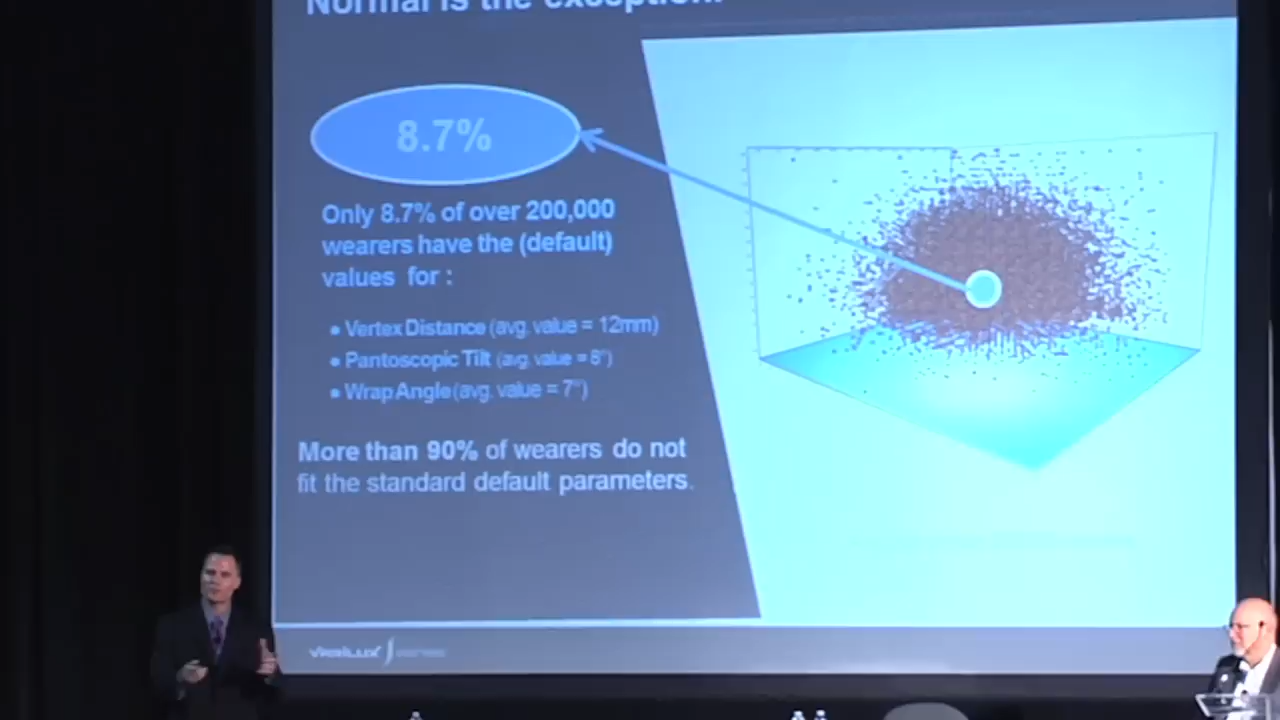 Normal is the exception.
8.7%
Only 8.7% of over 200,000
wearers have the (default)
values for :
• Vertex Distance (avg. value = 12mm)
• Pantoscopic Tilt (avg. value = 8°)
• Wrap Angle (avg. value = 7°)
More than 90% of wearers do not
fit the standard default parameters.
VARILUX S series